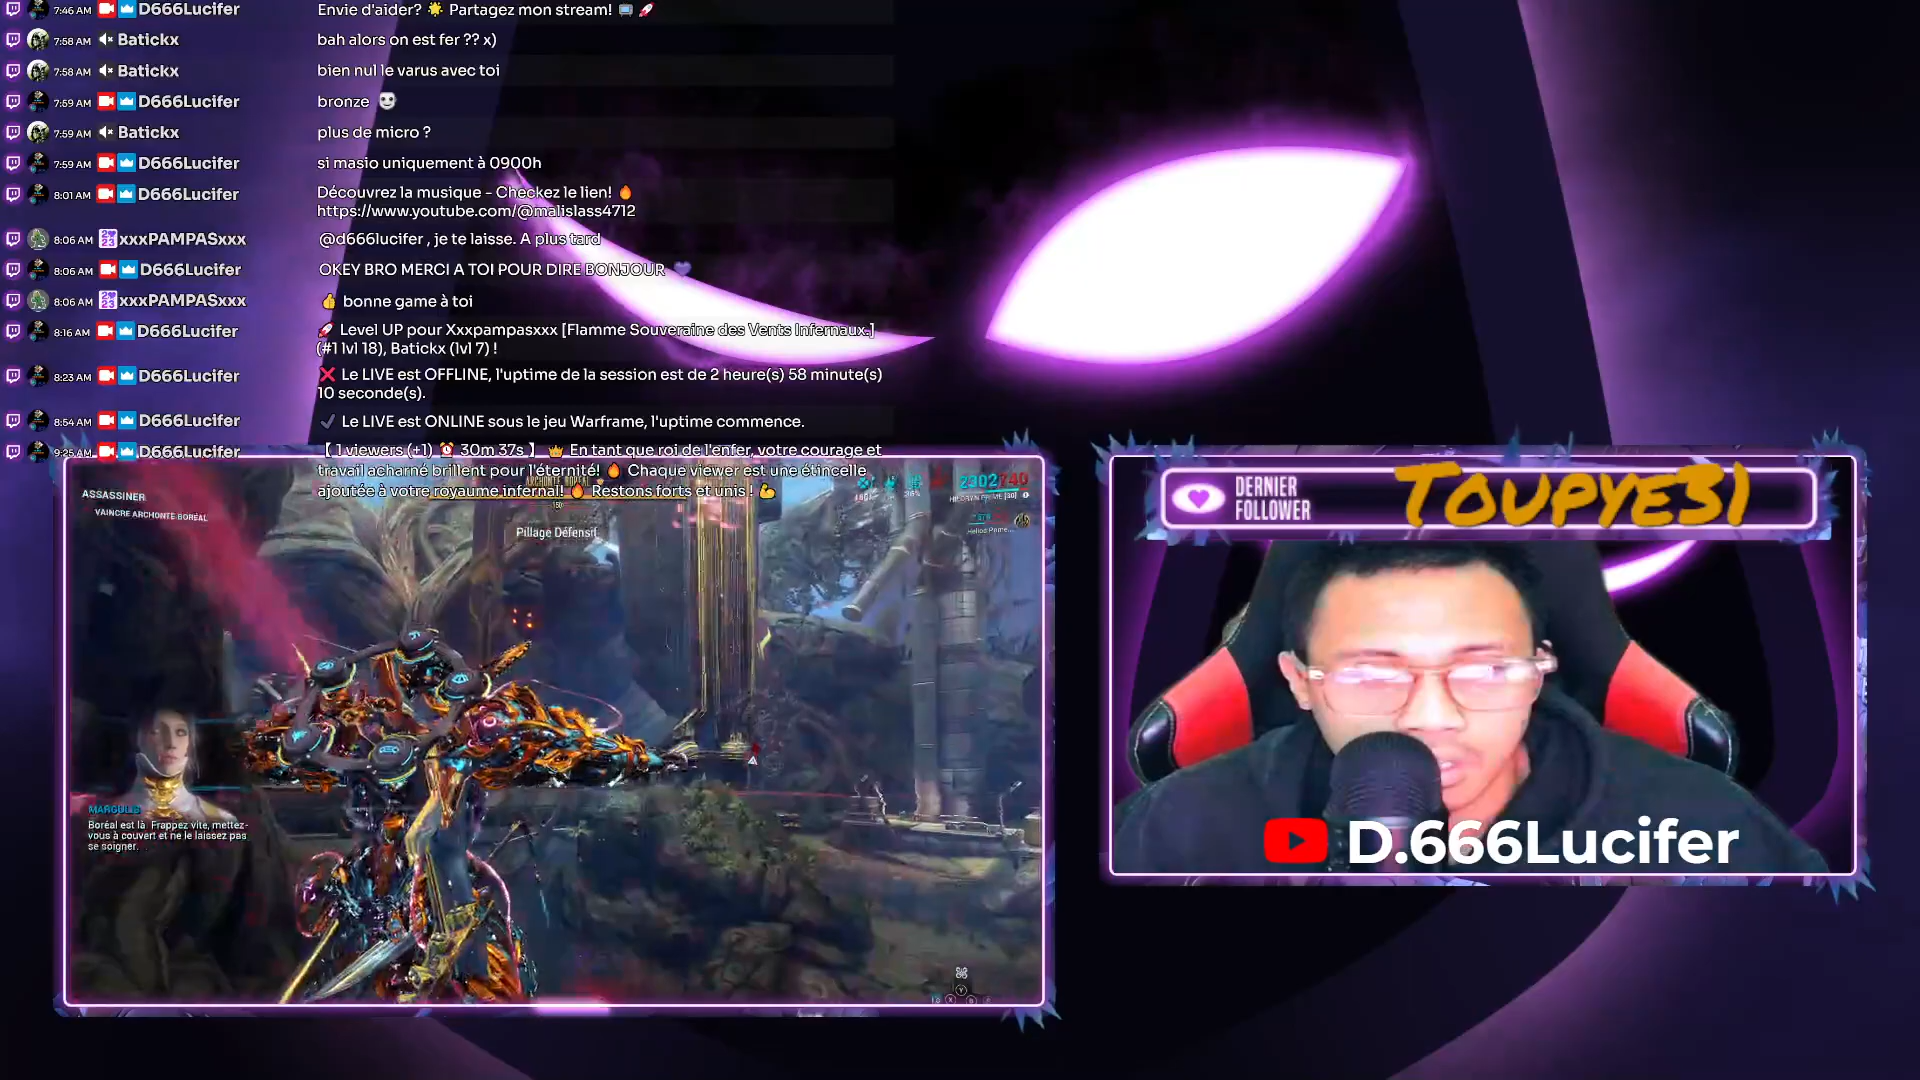 7:46 AM D666Lucifer Envie d'aider? 🌟 Partagez mon stream! 📺 🚀
7:58 AM Batickx bah alors on est fer ?? x)
7:58 AM Batickx bien nul le varus avec toi
7:59 AM D666Lucifer bronze 💀
7:59 AM Batickx plus de micro ?
7:59 AM D666Lucifer si masio uniquement à 0900h
8:01 AM D666Lucifer Découvrez la musique - Checkez le lien! 🔥
https://www.youtube.com/@malislass4712
8:06 AM xxxPAMPASxxx @d666lucifer , je te laisse. A plus tard
8:06 AM D666Lucifer OKEY BRO MERCI A TOI POUR DIRE BONJOUR 💜
8:06 AM xxxPAMPASxxx 👍 bonne game à toi
8:16 AM D666Lucifer 🚀 Level UP pour Xxxpampasxxx [Flamme Souveraine des Vents Infernaux.]
(#1 lvl 18), Batickx (lvl 7) !
8:23 AM D666Lucifer ❌ Le LIVE est OFFLINE, l'uptime de la session est de 2 heure(s) 58 minute(s)
10 seconde(s).
8:54 AM D666Lucifer ✔ Le LIVE est ONLINE sous le jeu Warframe, l'uptime commence.
9:25 AM D666Lucifer 【 1 viewers (+1) ⏰ 30m 37s 】 👑 En tant que roi de l'enfer, votre courage et
travail acharné brillent pour l'éternité! 🔥 Chaque viewer est une étincelle
ajoutée à votre royaume infernal! 🔥 Restons forts et unis ! 💪
ASSASSINER
VAINCRE ARCHONTE BORÉAL
Pillage Défensif
2302 740
MARGULIS
Boréal est là Frappez vite, mettez-
vous à couvert et ne le laissez pas
se soigner.
DERNIER
FOLLOWER
TOUPYE31
D.666Lucifer